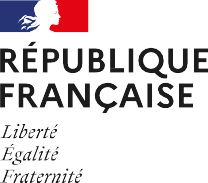 RÉPUBLIQUE
FRANÇAISE
Liberté
Égalité
Fraternité